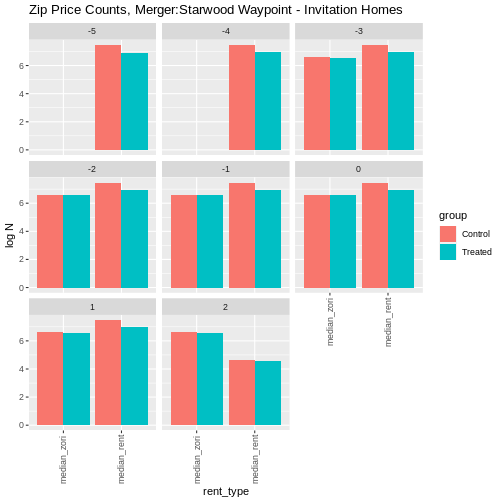 Zip Price Counts, Merger:Starwood Waypoint - Invitation Homes
-5
-4
-3
6
4
2
0
-2
-1
0
6
4
2
0
1
2
6
4
2
0
median_zori
median_rent
median_zori
median_rent
median_zori
median_rent
rent_type
log N
group
Control
Treated